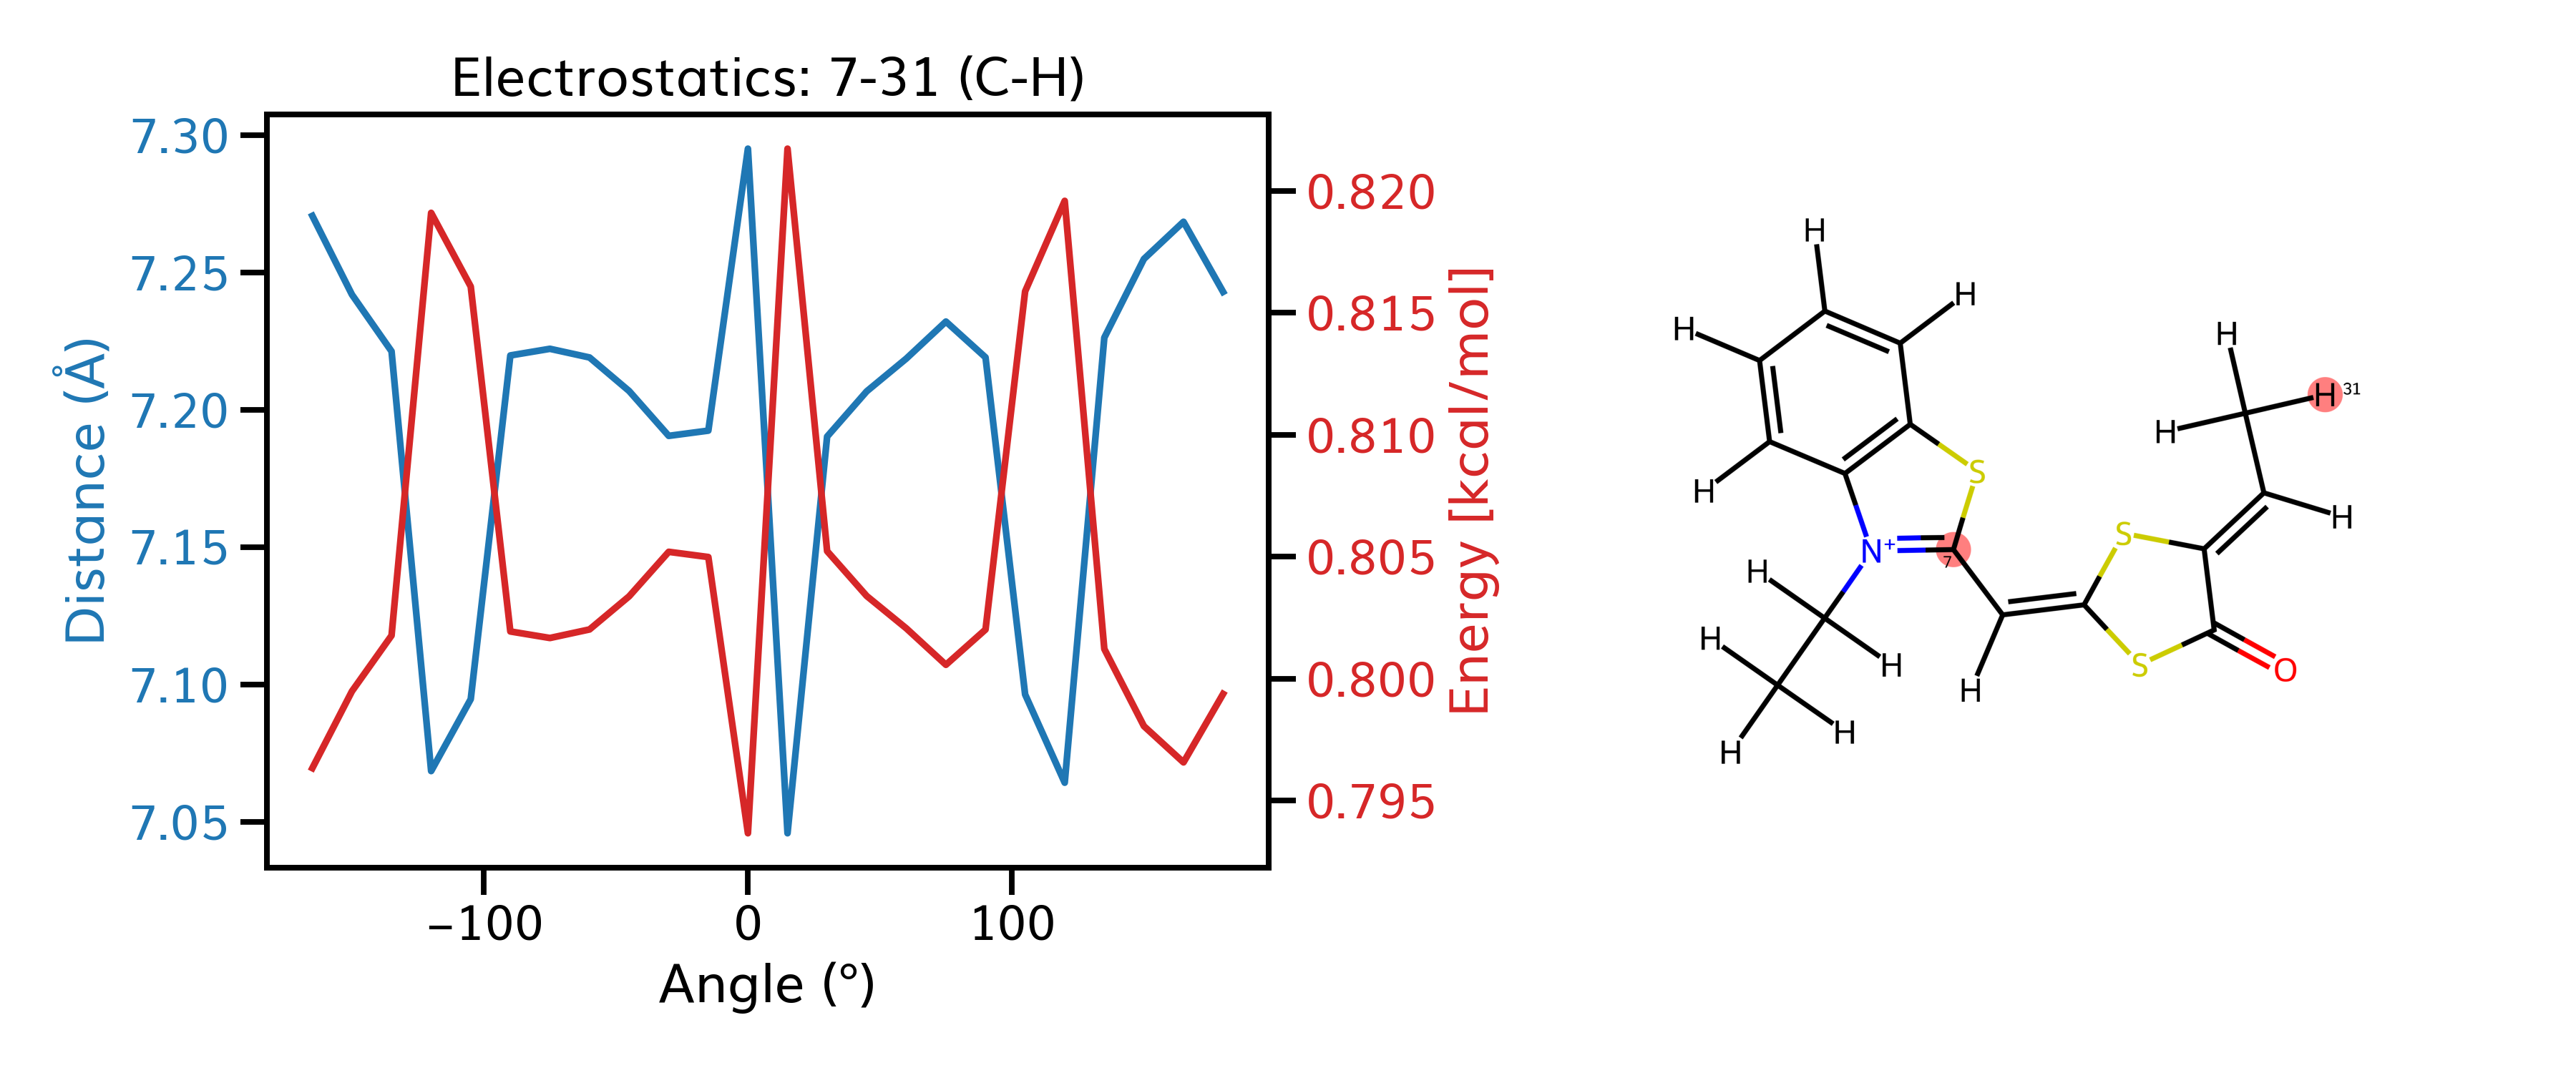 Electrostatics: 7-31 (C-H)
7.30
7.25
7.20
7.15
7.10
7.05
Distance (Å)
0.820
0.815
0.810
0.805
0.800
0.795
Energy [kcal/mol]
−100 0 100
Angle (°)
H
H
H
H
H
H 31
H
S
H
H
S
N+
7
H
H
H
S
O
H
H
H